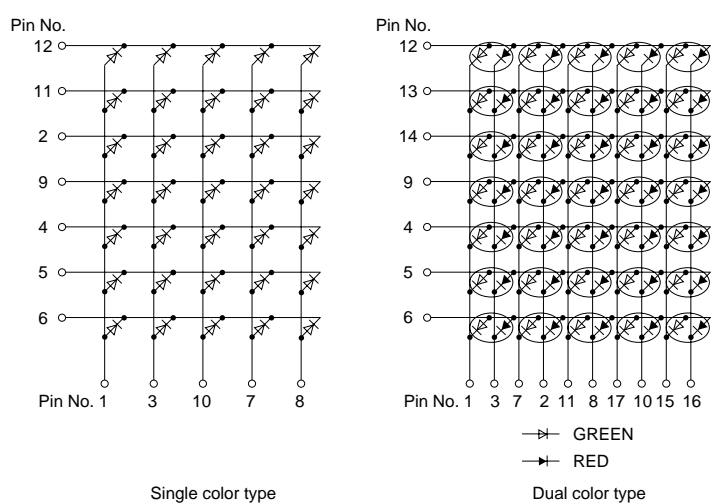 Pin No.
12
11
2
9
4
5
6
Pin No. 1 3 10 7 8
Single color type
Pin No.
12
13
14
9
4
5
6
Pin No. 1 3 7 2 11 8 17 10 15 16
GREEN
RED
Dual color type